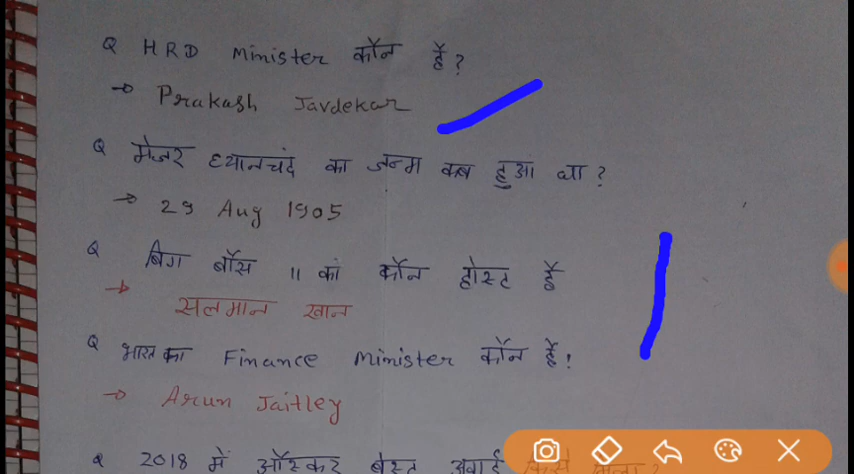 Q HRD Minister कौन है?
→ Prakash Javdekar
Q मेजर ध्यानचंद का जन्म कब हुआ था?
→ 29 Aug 1905
Q बिग बॉस 11 का कौन होस्ट है
→ सलमान खान
Q भारत का Finance Minister कौन है!
→ Arun Jaitley
Q 2018 में ऑस्कर बेस्ट अवार्ड